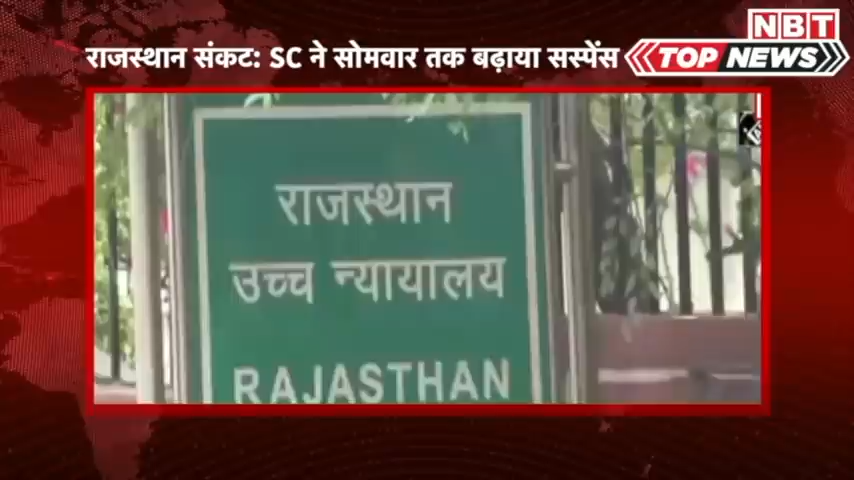 NBT
राजस्थान संकट: SC ने सोमवार तक बढ़ाया सस्पेंस
TOP NEWS
राजस्थान
उच्च न्यायालय
RAJASTHAN